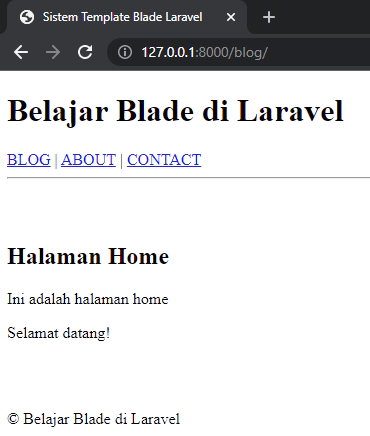 Sistem Template Blade Laravel
127.0.0.1:8000/blog/
Belajar Blade di Laravel
BLOG | ABOUT | CONTACT
Halaman Home
Ini adalah halaman home
Selamat datang!
© Belajar Blade di Laravel